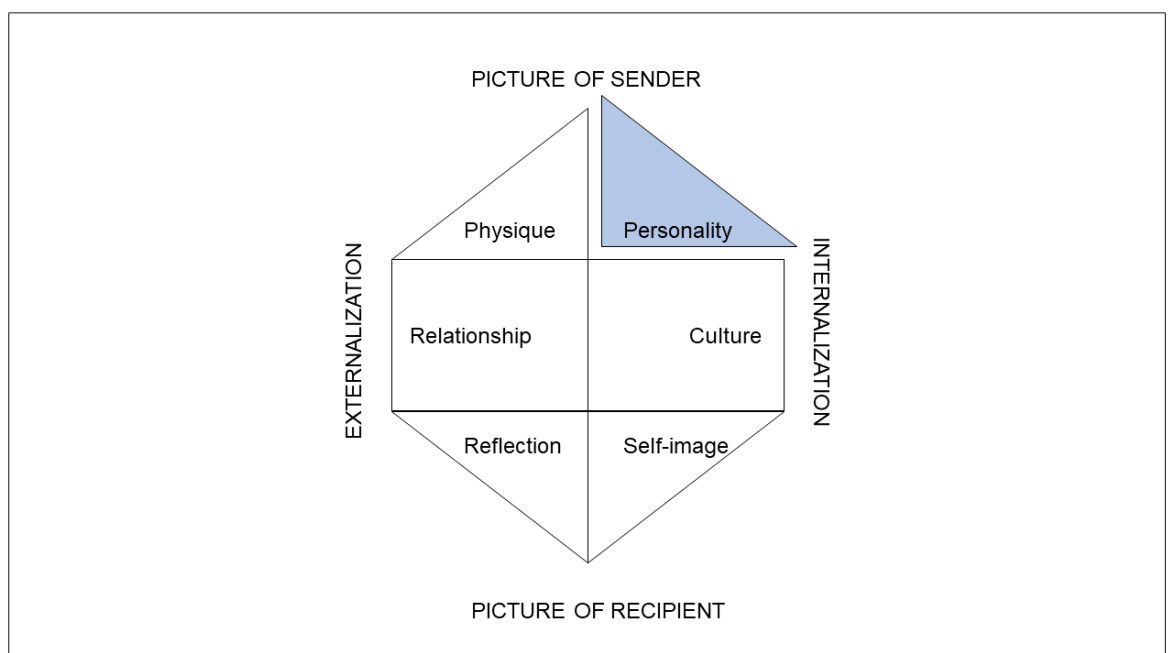 PICTURE OF SENDER
Physique
Personality
EXTERNALIZATION
INTERNALIZATION
Relationship
Culture
Reflection
Self-image
PICTURE OF RECIPIENT